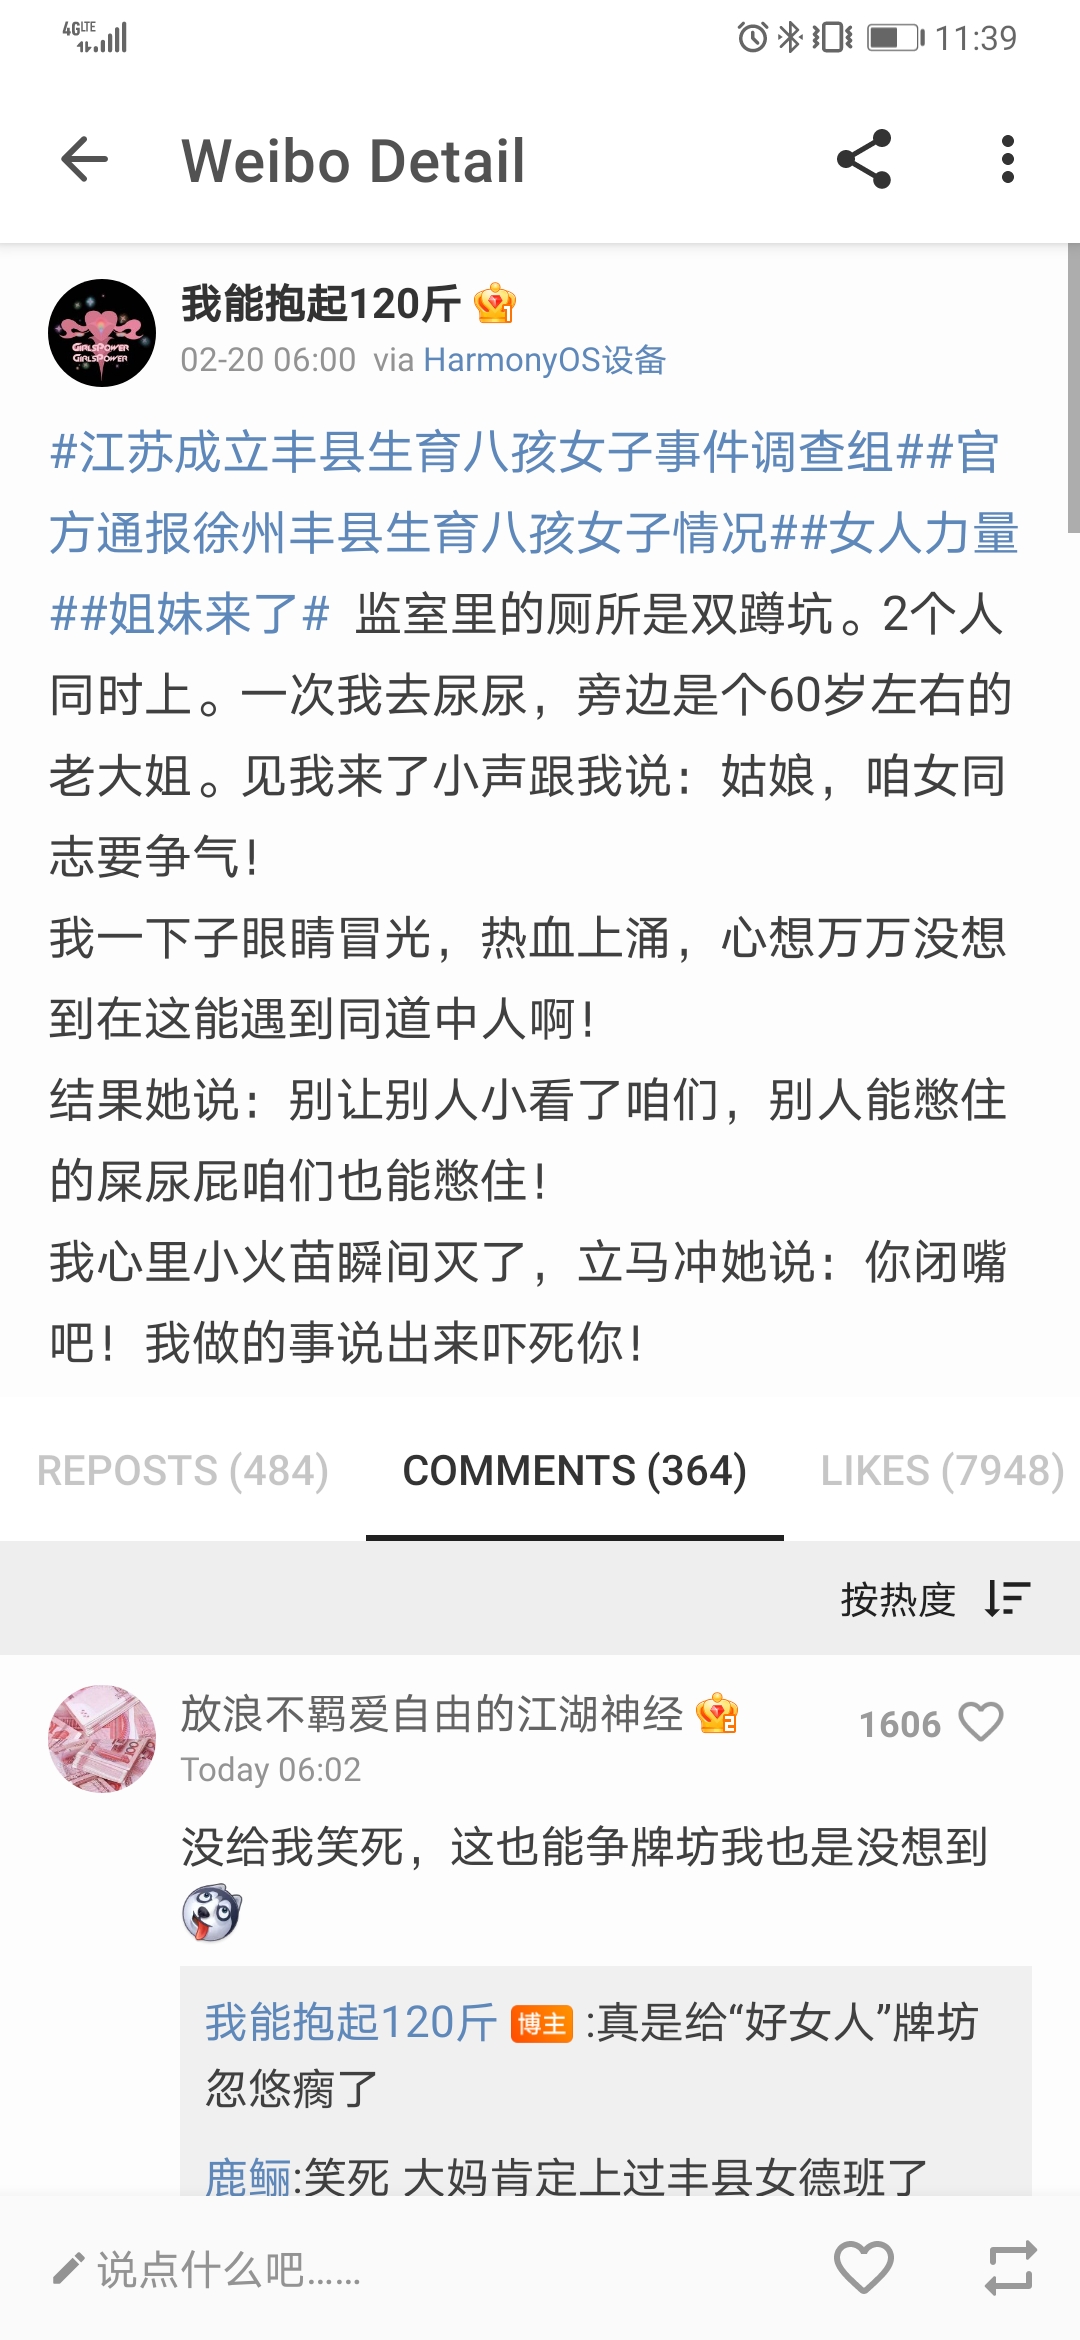 4G LTE 11:39
Weibo Detail
我能抱起120斤 1
GIRLSPOWER
GIRLSPOWER
02-20 06:00 via HarmonyOS设备
#江苏成立丰县生育八孩女子事件调查组##官
方通报徐州丰县生育八孩女子情况##女人力量
##姐妹来了# 监室里的厕所是双蹲坑。2个人
同时上。一次我去尿尿，旁边是个60岁左右的
老大姐。见我来了小声跟我说：姑娘，咱女同
志要争气！
我一下子眼睛冒光，热血上涌，心想万万没想
到在这能遇到同道中人啊！
结果她说：别让别人小看了咱们，别人能憋住
的屎尿屁咱们也能憋住！
我心里小火苗瞬间灭了，立马冲她说：你闭嘴
吧！我做的事说出来吓死你！
REPOSTS (484) COMMENTS (364) LIKES (7948)
按热度
放浪不羁爱自由的江湖神经 2 1606
Today 06:02
没给我笑死，这也能争牌坊我也是没想到
我能抱起120斤 博主 :真是给“好女人”牌坊
忽悠瘸了
鹿鲡:笑死 大妈肯定上过丰县女德班了
说点什么吧……